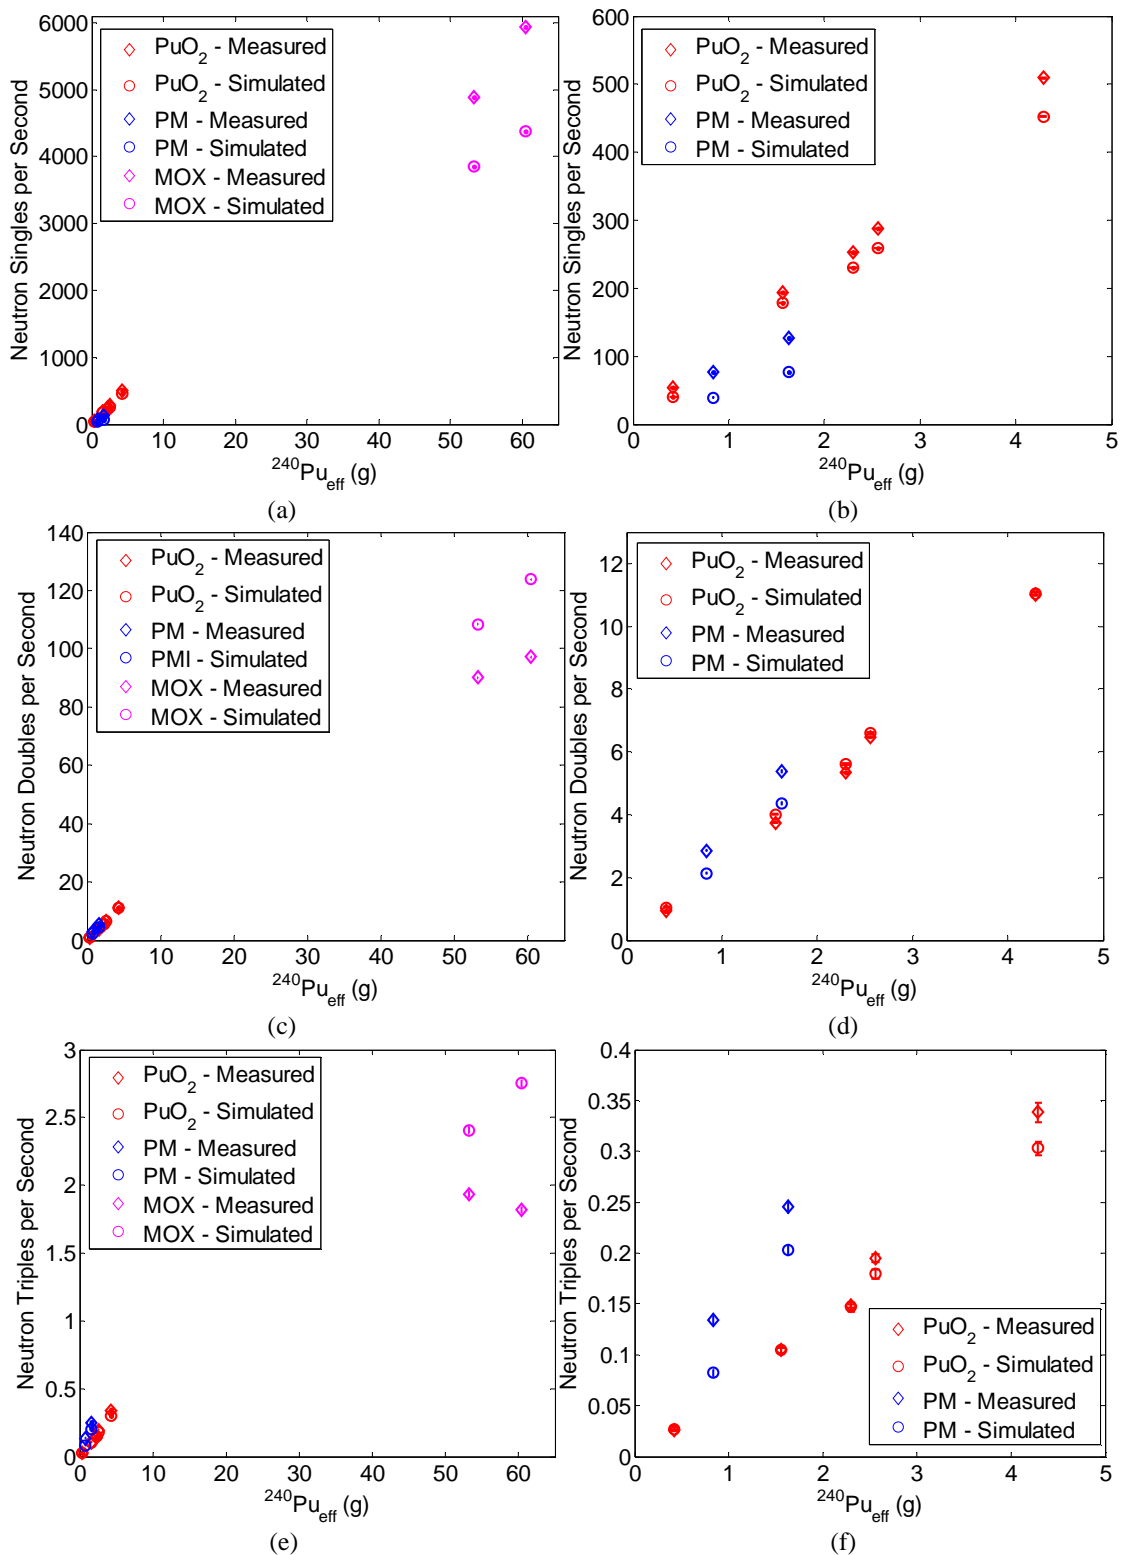 6000
5000
4000
3000
2000
1000
0
0 10 20 30 40 50 60
Neutron Singles per Second
PuO2 - Measured
PuO2 - Simulated
PM - Measured
PM - Simulated
MOX - Measured
MOX - Simulated
240Pueff (g)
(a)
600
500
400
300
200
100
0
0 1 2 3 4 5
Neutron Singles per Second
PuO2 - Measured
PuO2 - Simulated
PM - Measured
PM - Simulated
240Pueff (g)
(b)
140
120
100
80
60
40
20
0
0 10 20 30 40 50 60
Neutron Doubles per Second
PuO2 - Measured
PuO2 - Simulated
PM - Measured
PMI - Simulated
MOX - Measured
MOX - Simulated
240Pueff (g)
(c)
12
10
8
6
4
2
0
0 1 2 3 4 5
Neutron Doubles per Second
PuO2 - Measured
PuO2 - Simulated
PM - Measured
PM - Simulated
240Pueff (g)
(d)
3
2.5
2
1.5
1
0.5
0
0 10 20 30 40 50 60
Neutron Triples per Second
PuO2 - Measured
PuO2 - Simulated
PM - Measured
PM - Simulated
MOX - Measured
MOX - Simulated
240Pueff (g)
(e)
0.4
0.35
0.3
0.25
0.2
0.15
0.1
0.05
0
0 1 2 3 4 5
Neutron Triples per Second
PuO2 - Measured
PuO2 - Simulated
PM - Measured
PM - Simulated
240Pueff (g)
(f)